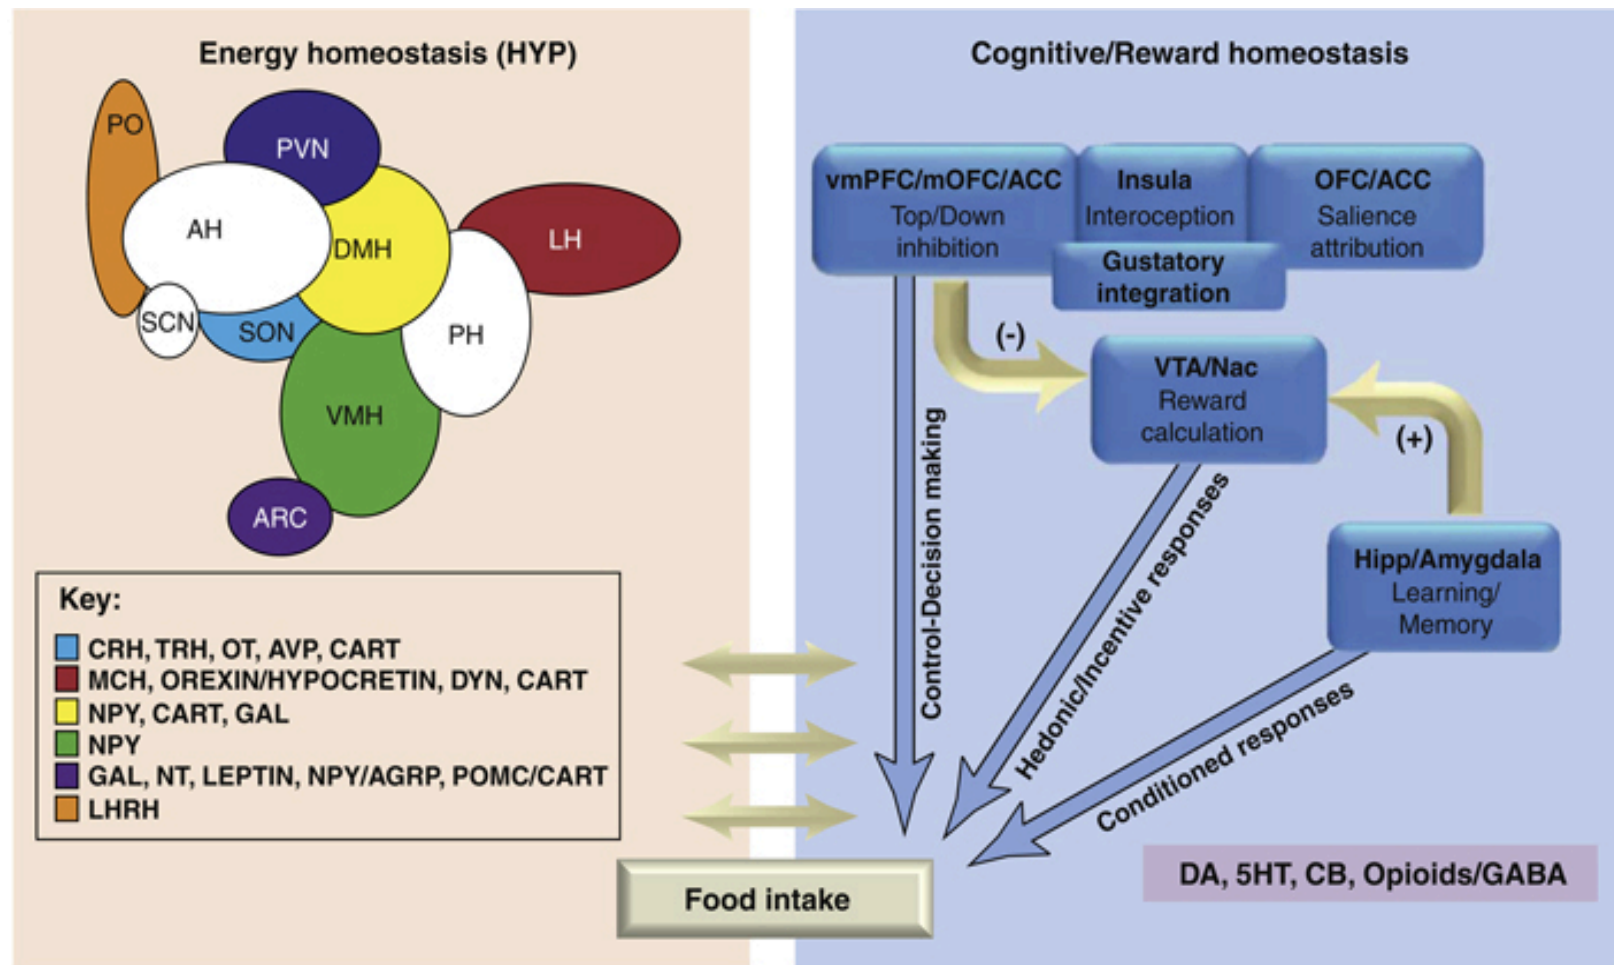 Energy homeostasis (HYP)
PO
PVN
AH
DMH
LH
SCN
SON
PH
VMH
ARC
Key:
CRH, TRH, OT, AVP, CART
MCH, OREXIN/HYPOCRETIN, DYN, CART
NPY, CART, GAL
NPY
GAL, NT, LEPTIN, NPY/AGRP, POMC/CART
LHRH
Cognitive/Reward homeostasis
vmPFC/mOFC/ACC
Top/Down
inhibition
Insula
Interoception
OFC/ACC
Salience
attribution
Gustatory
integration
(-)
VTA/Nac
Reward
calculation
(+)
Hipp/Amygdala
Learning/
Memory
Control-Decision making
Hedonic/Incentive responses
Conditioned responses
DA, 5HT, CB, Opioids/GABA
Food intake